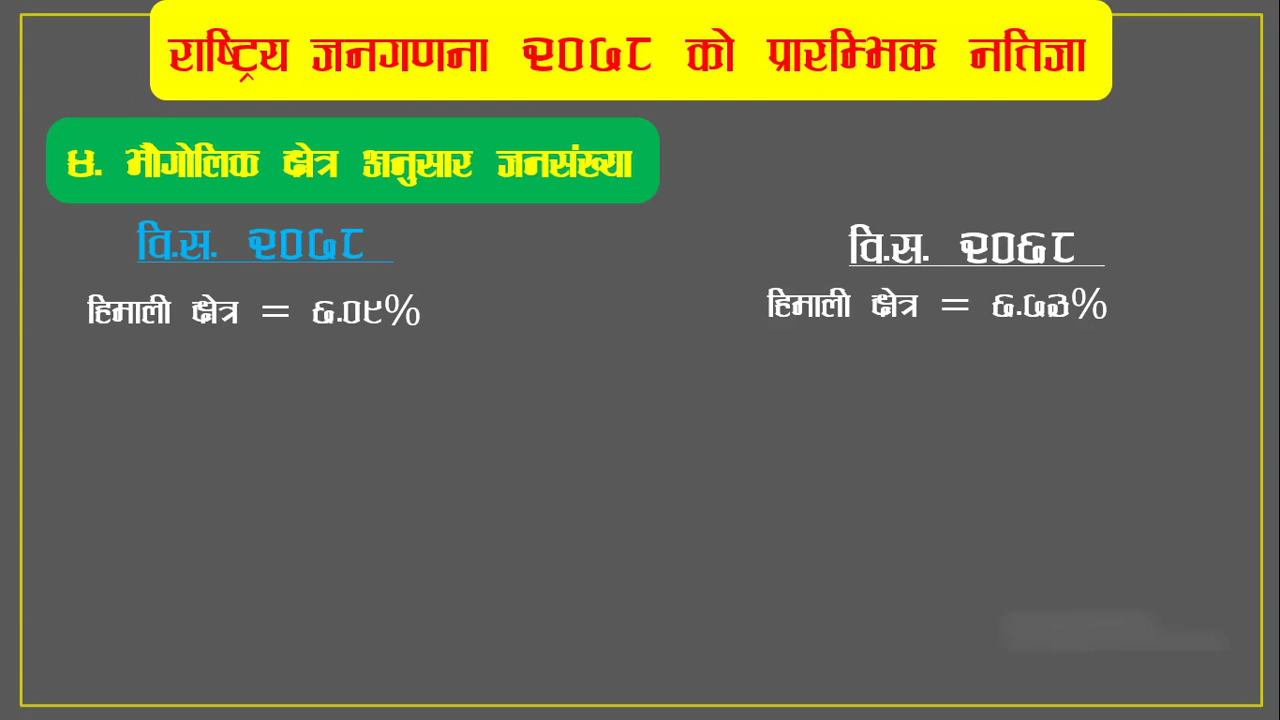 राष्ट्रिय जनगणना २०७८ को प्रारम्भिक नतिजा
४. भौगोलिक क्षेत्र अनुसार जनसंख्या
वि.स. २०७८
वि.स. २०६८
हिमाली क्षेत्र = ६.०९%
हिमाली क्षेत्र = ६.७३%